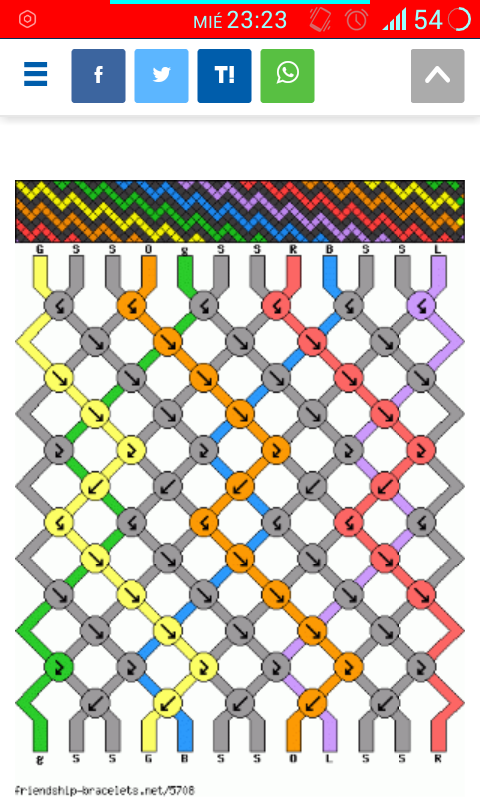 MIÉ 23:23 54
f T!
G S S O g S S R B S S L
g S S G B S S O L S S R
friendship-bracelets.net/5708